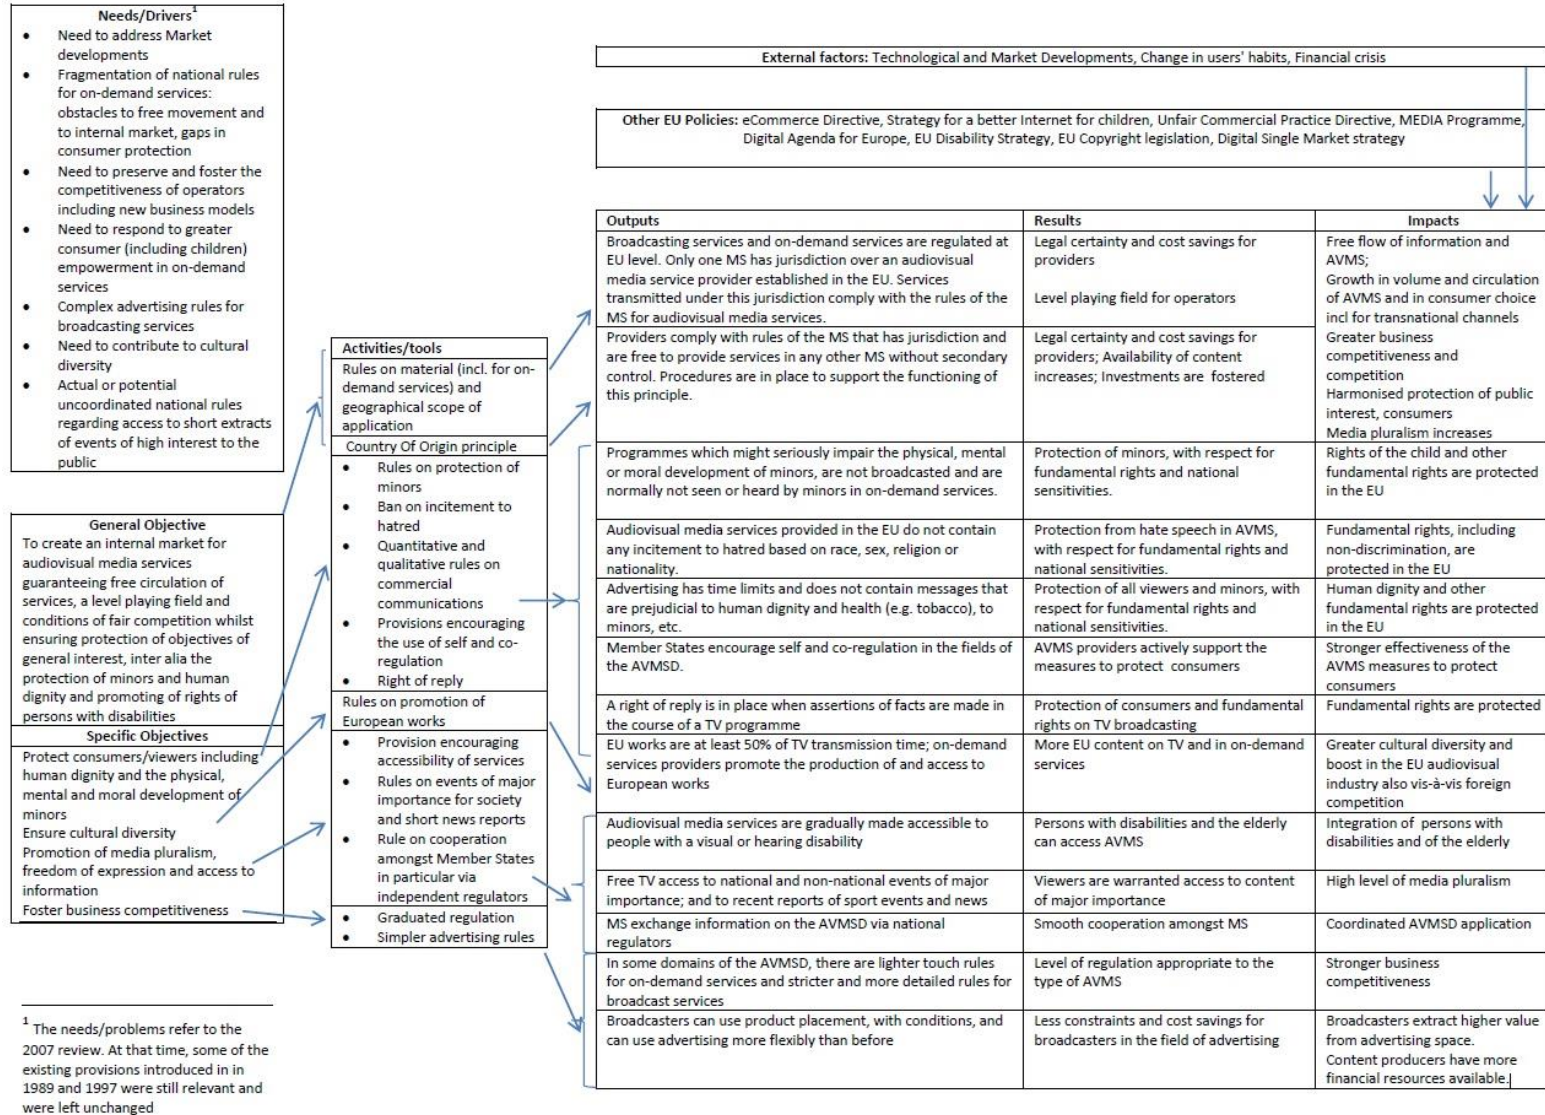 Needs/Drivers1
• Need to address Market
developments
• Fragmentation of national rules
for on-demand services:
obstacles to free movement and
to internal market, gaps in
consumer protection
• Need to preserve and foster the
competitiveness of operators
including new business models
• Need to respond to greater
consumer (including children)
empowerment in on-demand
services
• Complex advertising rules for
broadcasting services
• Need to contribute to cultural
diversity
• Actual or potential
uncoordinated national rules
regarding access to short extracts
of events of high interest to the
public
General Objective
To create an internal market for
audiovisual media services
guaranteeing free circulation of
services, a level playing field and
conditions of fair competition whilst
ensuring protection of objectives of
general interest, inter alia the
protection of minors and human
dignity and promoting of rights of
persons with disabilities
Specific Objectives
Protect consumers/viewers including
human dignity and the physical,
mental and moral development of
minors
Ensure cultural diversity
Promotion of media pluralism,
freedom of expression and access to
information
Foster business competitiveness
1 The needs/problems refer to the
2007 review. At that time, some of the
existing provisions introduced in in
1989 and 1997 were still relevant and
were left unchanged
Activities/tools
Rules on material (incl. for on-
demand services) and
geographical scope of
application
Country Of Origin principle
• Rules on protection of
minors
• Ban on incitement to
hatred
• Quantitative and
qualitative rules on
commercial
communications
• Provisions encouraging
the use of self and co-
regulation
• Right of reply
Rules on promotion of
European works
• Provision encouraging
accessibility of services
• Rules on events of major
importance for society
and short news reports
• Rule on cooperation
amongst Member States
in particular via
independent regulators
• Graduated regulation
• Simpler advertising rules
External factors: Technological and Market Developments, Change in users' habits, Financial crisis
Other EU Policies: eCommerce Directive, Strategy for a better Internet for children, Unfair Commercial Practice Directive, MEDIA Programme,
Digital Agenda for Europe, EU Disability Strategy, EU Copyright legislation, Digital Single Market strategy
Outputs
Results
Impacts
Broadcasting services and on-demand services are regulated at
EU level. Only one MS has jurisdiction over an audiovisual
media service provider established in the EU. Services
transmitted under this jurisdiction comply with the rules of the
MS for audiovisual media services.
Legal certainty and cost savings for
providers
Level playing field for operators
Free flow of information and
AVMS;
Growth in volume and circulation
of AVMS and in consumer choice
incl for transnational channels
Greater business
competitiveness and
competition
Harmonised protection of public
interest, consumers
Media pluralism increases
Providers comply with rules of the MS that has jurisdiction and
are free to provide services in any other MS without secondary
control. Procedures are in place to support the functioning of
this principle.
Legal certainty and cost savings for
providers; Availability of content
increases; Investments are fostered
Programmes which might seriously impair the physical, mental
or moral development of minors, are not broadcasted and are
normally not seen or heard by minors in on-demand services.
Protection of minors, with respect for
fundamental rights and national
sensitivities.
Rights of the child and other
fundamental rights are protected
in the EU
Audiovisual media services provided in the EU do not contain
any incitement to hatred based on race, sex, religion or
nationality.
Protection from hate speech in AVMS,
with respect for fundamental rights and
national sensitivities.
Fundamental rights, including
non-discrimination, are
protected in the EU
Advertising has time limits and does not contain messages that
are prejudicial to human dignity and health (e.g. tobacco), to
minors, etc.
Protection of all viewers and minors, with
respect for fundamental rights and
national sensitivities.
Human dignity and other
fundamental rights are protected
in the EU
Member States encourage self and co-regulation in the fields of
the AVMSD.
AVMS providers actively support the
measures to protect consumers
Stronger effectiveness of the
AVMS measures to protect
consumers
A right of reply is in place when assertions of facts are made in
the course of a TV programme
Protection of consumers and fundamental
rights on TV broadcasting
Fundamental rights are protected
EU works are at least 50% of TV transmission time; on-demand
services providers promote the production of and access to
European works
More EU content on TV and in on-demand
services
Greater cultural diversity and
boost in the EU audiovisual
industry also vis-à-vis foreign
competition
Audiovisual media services are gradually made accessible to
people with a visual or hearing disability
Persons with disabilities and the elderly
can access AVMS
Integration of persons with
disabilities and of the elderly
Free TV access to national and non-national events of major
importance; and to recent reports of sport events and news
Viewers are warranted access to content
of major importance
High level of media pluralism
MS exchange information on the AVMSD via national
regulators
Smooth cooperation amongst MS
Coordinated AVMSD application
In some domains of the AVMSD, there are lighter touch rules
for on-demand services and stricter and more detailed rules for
broadcast services
Level of regulation appropriate to the
type of AVMS
Stronger business
competitiveness
Broadcasters can use product placement, with conditions, and
can use advertising more flexibly than before
Less constraints and cost savings for
broadcasters in the field of advertising
Broadcasters extract higher value
from advertising space.
Content producers have more
financial resources available.